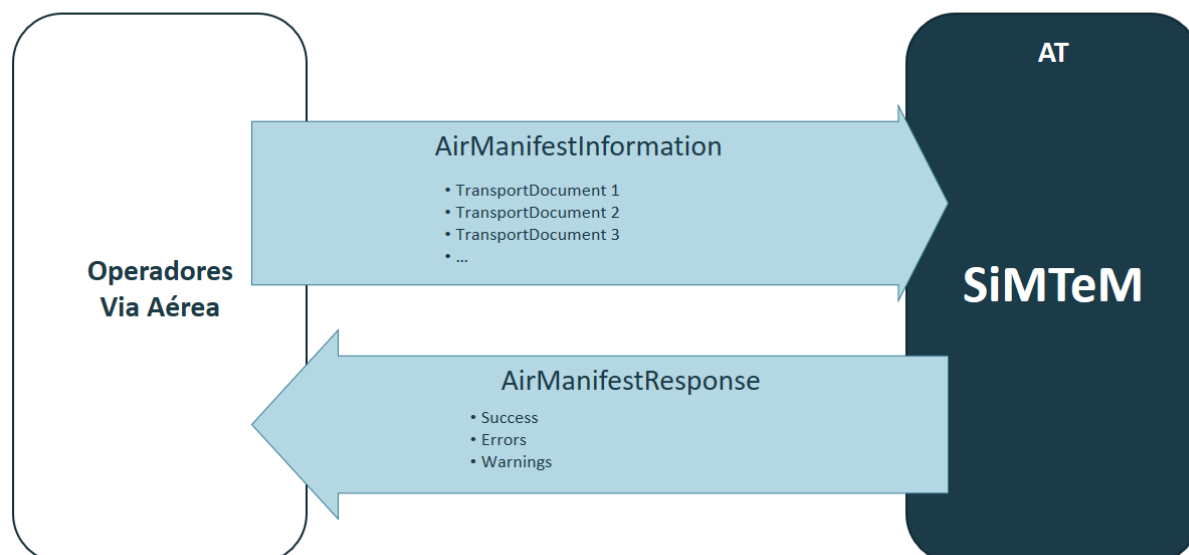 AT
AirManifestInformation
• TransportDocument 1
• TransportDocument 2
• TransportDocument 3
• ...
Operadores
Via Aérea
SiMTeM
AirManifestResponse
• Success
• Errors
• Warnings